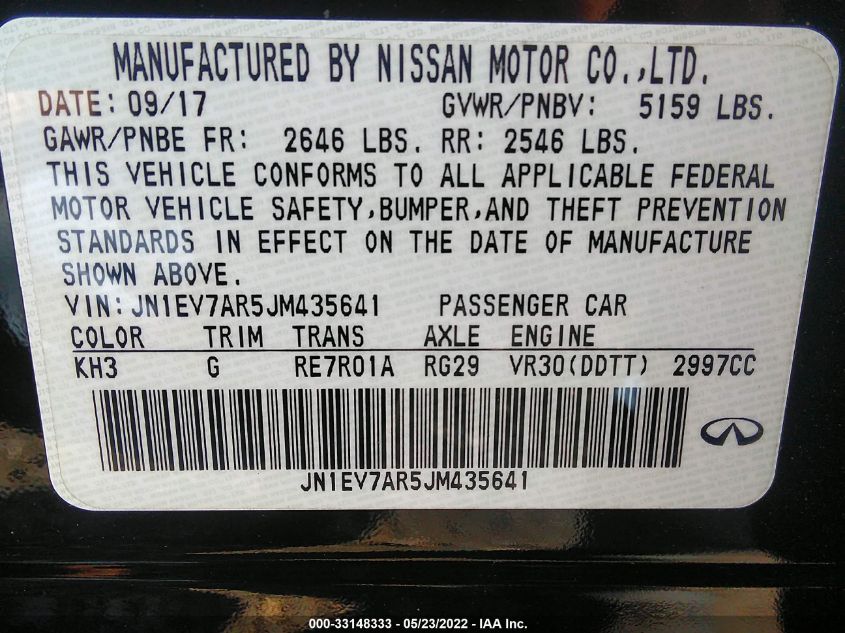 MANUFACTURED BY NISSAN MOTOR CO.,LTD.
DATE: 09/17 GVWR/PNBV: 5159 LBS.
GAWR/PNBE FR: 2646 LBS. RR: 2546 LBS.
THIS VEHICLE CONFORMS TO ALL APPLICABLE FEDERAL
MOTOR VEHICLE SAFETY,BUMPER,AND THEFT PREVENTION
STANDARDS IN EFFECT ON THE DATE OF MANUFACTURE
SHOWN ABOVE.
VIN:JN1EV7AR5JM435641 PASSENGER CAR
COLOR TRIM TRANS AXLE ENGINE
KH3 G RE7R01A RG29 VR30(DDTT) 2997CC
JN1EV7AR5JM435641
000-33148333 - 05/23/2022 - IAA Inc.